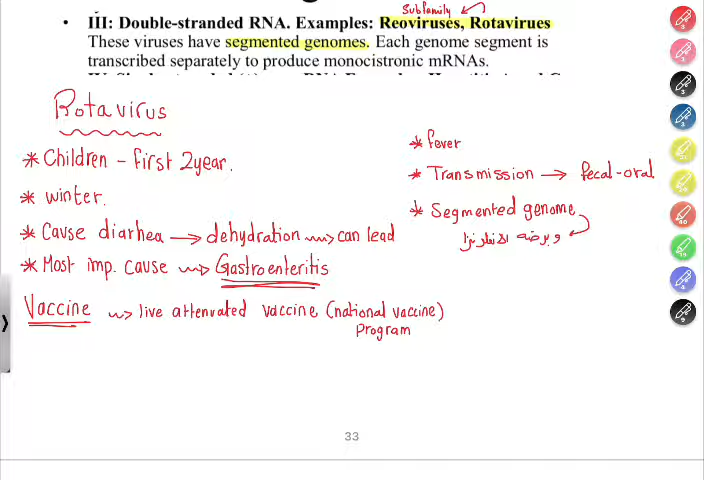 Subfamily
III: Double-stranded RNA. Examples: Reoviruses, Rotavirues
These viruses have segmented genomes. Each genome segment is
transcribed separately to produce monocistronic mRNAs.
Rotavirus
* Children - first 2year.
* winter.
* Cause diarhea → dehydration → can lead
* Most imp. cause → Gastroenteritis
Vaccine → live attenuated vaccine (national vaccine)
Program
* fever
* Transmission → fecal-oral
* Segmented genome
وبرضه الانفلونزا
33